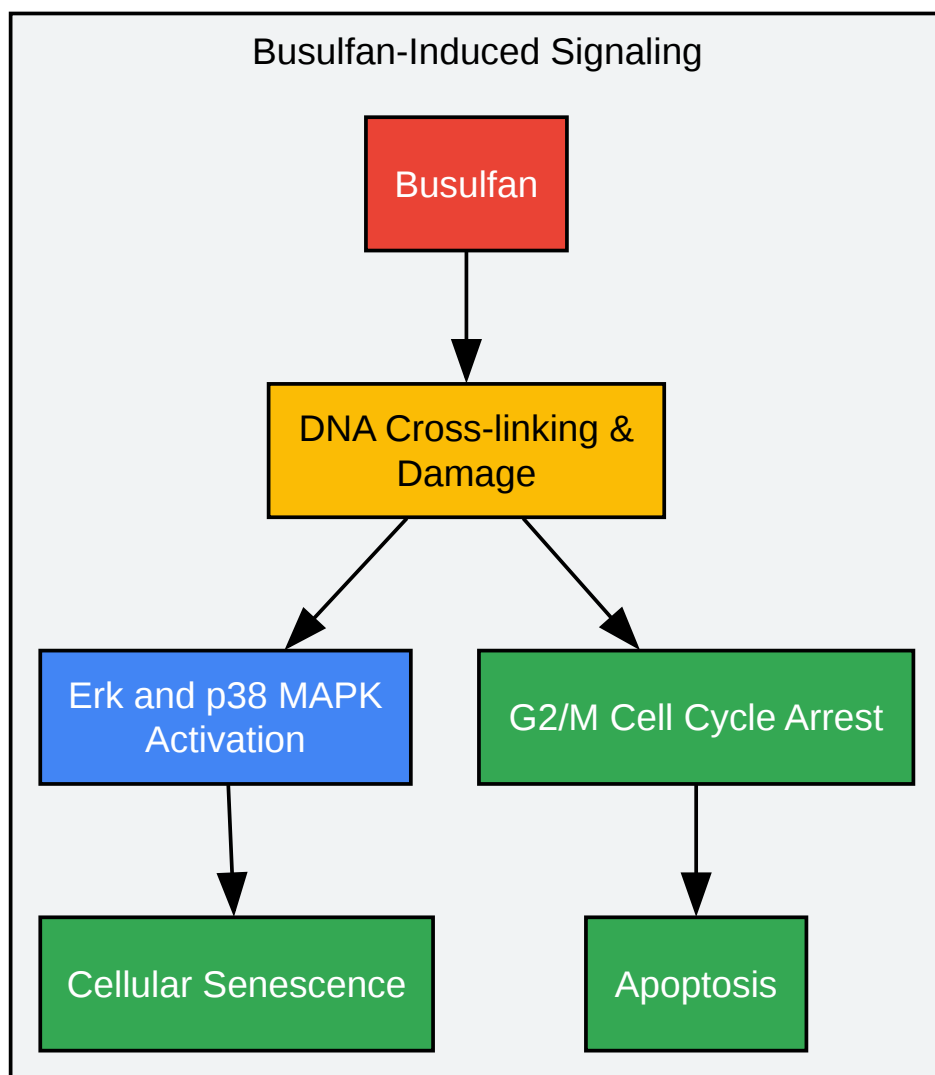 Busulfan-Induced Signaling
Busulfan
DNA Cross-linking &
Damage
Erk and p38 MAPK
Activation
G2/M Cell Cycle Arrest
Cellular Senescence
Apoptosis